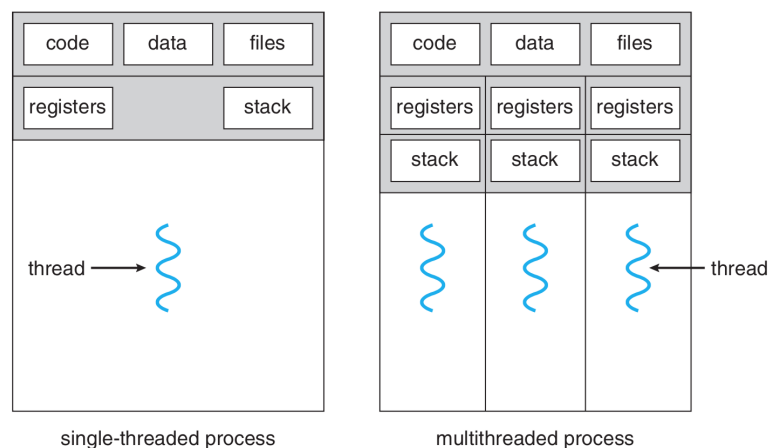 code data files
registers stack
thread
single-threaded process
code data files
registers registers registers
stack stack stack
thread
multithreaded process